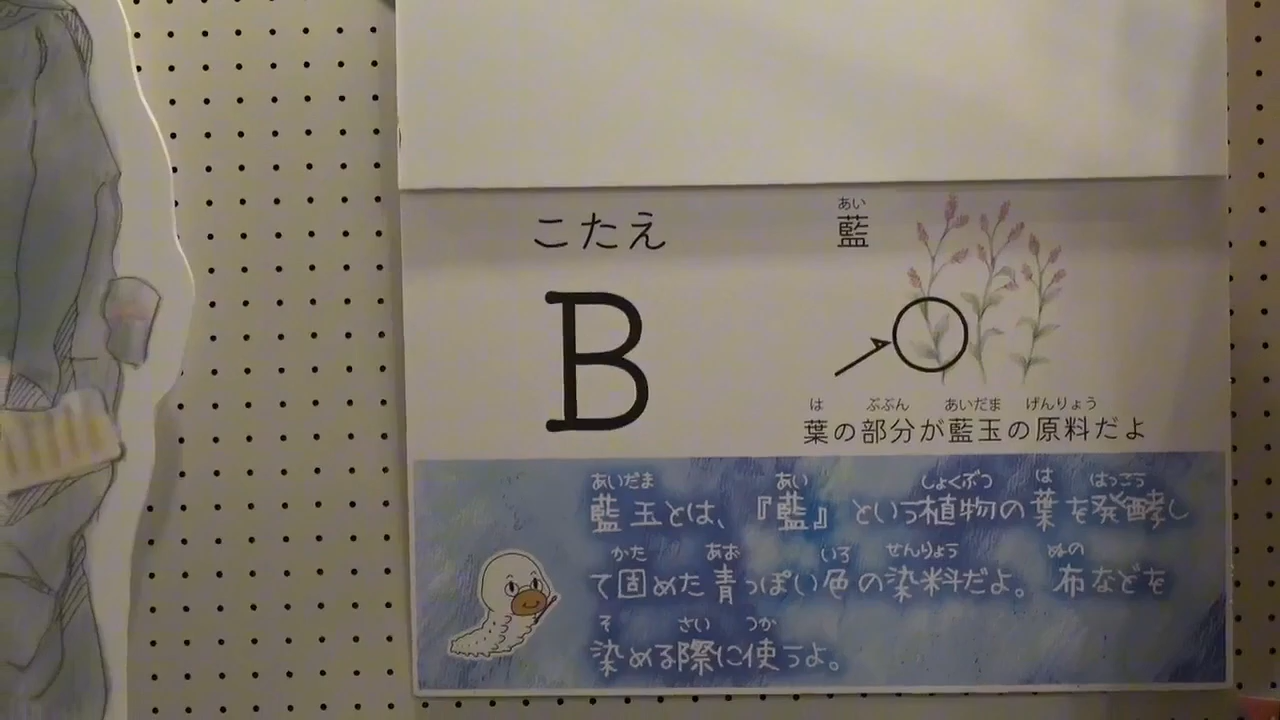 こたえ
B
あい
藍
は ぶぶん あいだま げんりょう
葉の部分が藍玉の原料だよ
あいだま あい しょくぶつ は はっこう
藍玉とは、『藍』という植物の葉を発酵し
かた あお いろ せんりょう ぬの
て固めた青っぽい色の染料だよ。布などを
そ さい つか
染める際に使うよ。